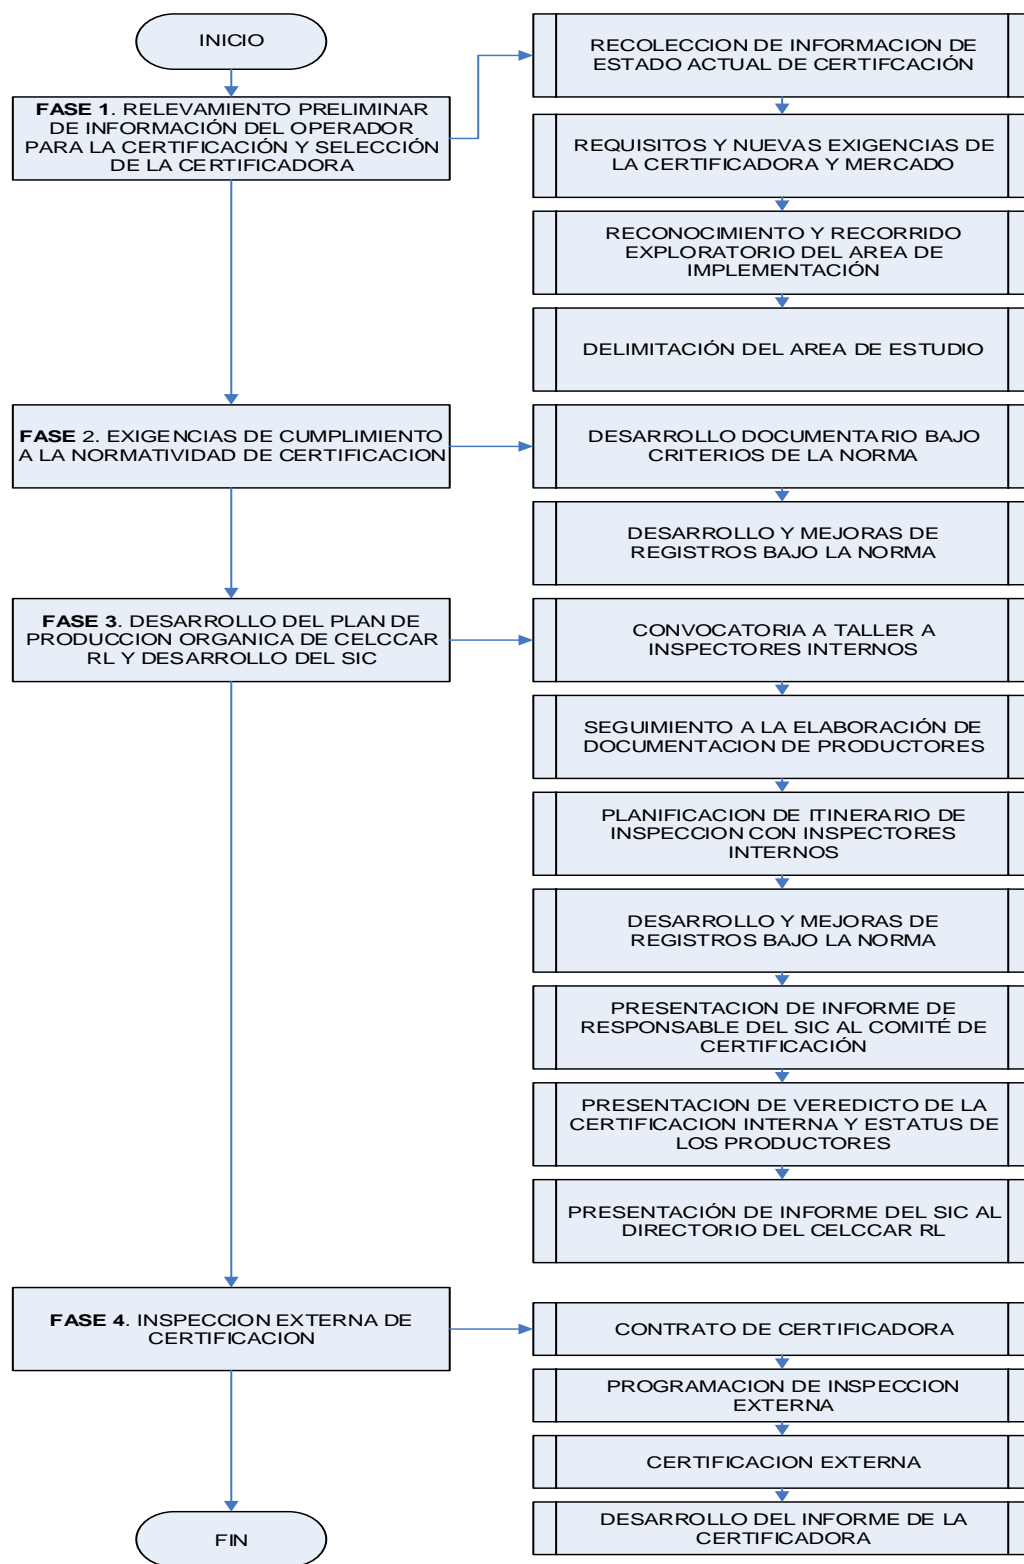 INICIO
FASE 1. RELEVAMIENTO PRELIMINAR
DE INFORMACIÓN DEL OPERADOR
PARA LA CERTIFICACIÓN Y SELECCIÓN
DE LA CERTIFICADORA
RECOLECCION DE INFORMACION DE
ESTADO ACTUAL DE CERTIFCACIÓN
REQUISITOS Y NUEVAS EXIGENCIAS DE
LA CERTIFICADORA Y MERCADO
RECONOCIMIENTO Y RECORRIDO
EXPLORATORIO DEL AREA DE
IMPLEMENTACIÓN
DELIMITACIÓN DEL AREA DE ESTUDIO
FASE 2. EXIGENCIAS DE CUMPLIMIENTO
A LA NORMATIVIDAD DE CERTIFICACION
DESARROLLO DOCUMENTARIO BAJO
CRITERIOS DE LA NORMA
DESARROLLO Y MEJORAS DE
REGISTROS BAJO LA NORMA
FASE 3. DESARROLLO DEL PLAN DE
PRODUCCION ORGANICA DE CELCCAR
RL Y DESARROLLO DEL SIC
CONVOCATORIA A TALLER A
INSPECTORES INTERNOS
SEGUIMIENTO A LA ELABORACIÓN DE
DOCUMENTACION DE PRODUCTORES
PLANIFICACION DE ITINERARIO DE
INSPECCION CON INSPECTORES
INTERNOS
DESARROLLO Y MEJORAS DE
REGISTROS BAJO LA NORMA
PRESENTACION DE INFORME DE
RESPONSABLE DEL SIC AL COMITÉ DE
CERTIFICACIÓN
PRESENTACION DE VEREDICTO DE LA
CERTIFICACION INTERNA Y ESTATUS DE
LOS PRODUCTORES
PRESENTACIÓN DE INFORME DEL SIC AL
DIRECTORIO DEL CELCCAR RL
FASE 4. INSPECCION EXTERNA DE
CERTIFICACION
CONTRATO DE CERTIFICADORA
PROGRAMACION DE INSPECCION
EXTERNA
CERTIFICACION EXTERNA
DESARROLLO DEL INFORME DE LA
CERTIFICADORA
FIN